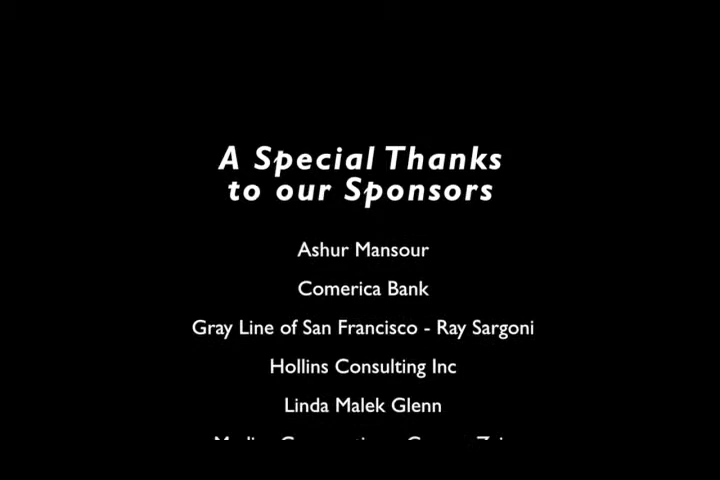 A Special Thanks
to our Sponsors
Ashur Mansour
Comerica Bank
Gray Line of San Francisco - Ray Sargoni
Hollins Consulting Inc
Linda Malek Glenn